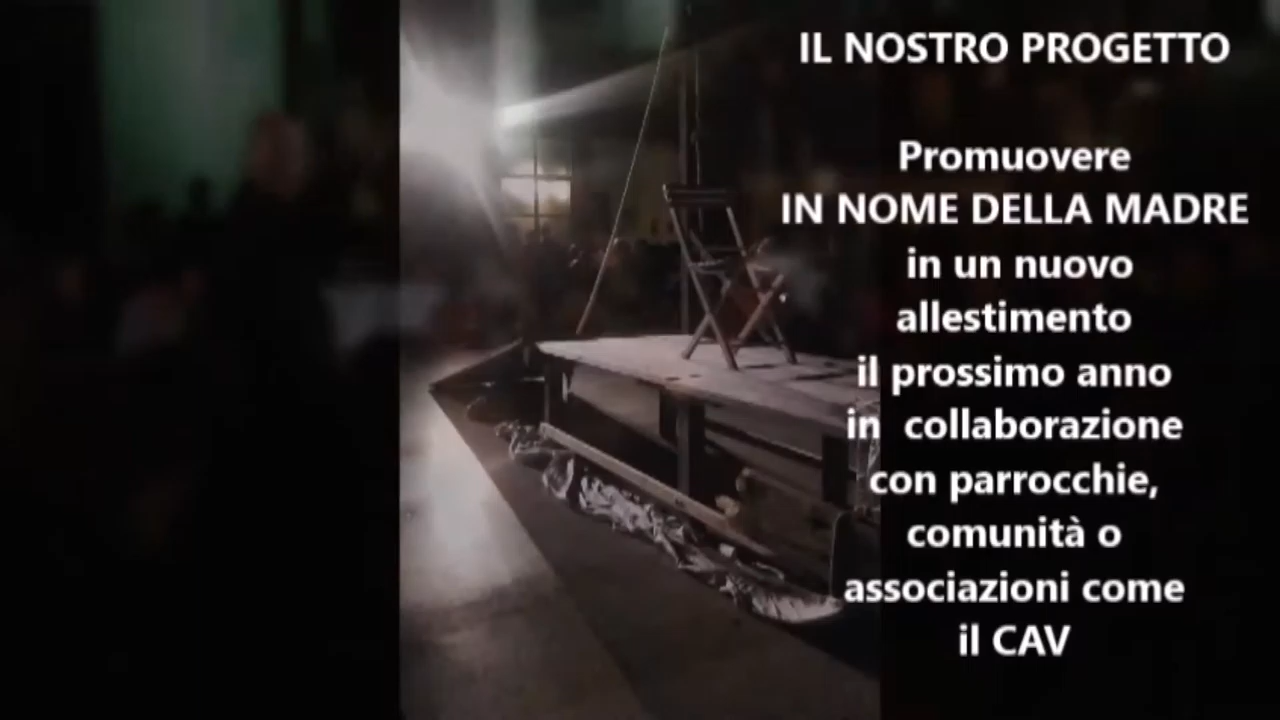 IL NOSTRO PROGETTO
Promuovere
IN NOME DELLA MADRE
in un nuovo
allestimento
il prossimo anno
in collaborazione
con parrocchie,
comunità o
associazioni come
il CAV